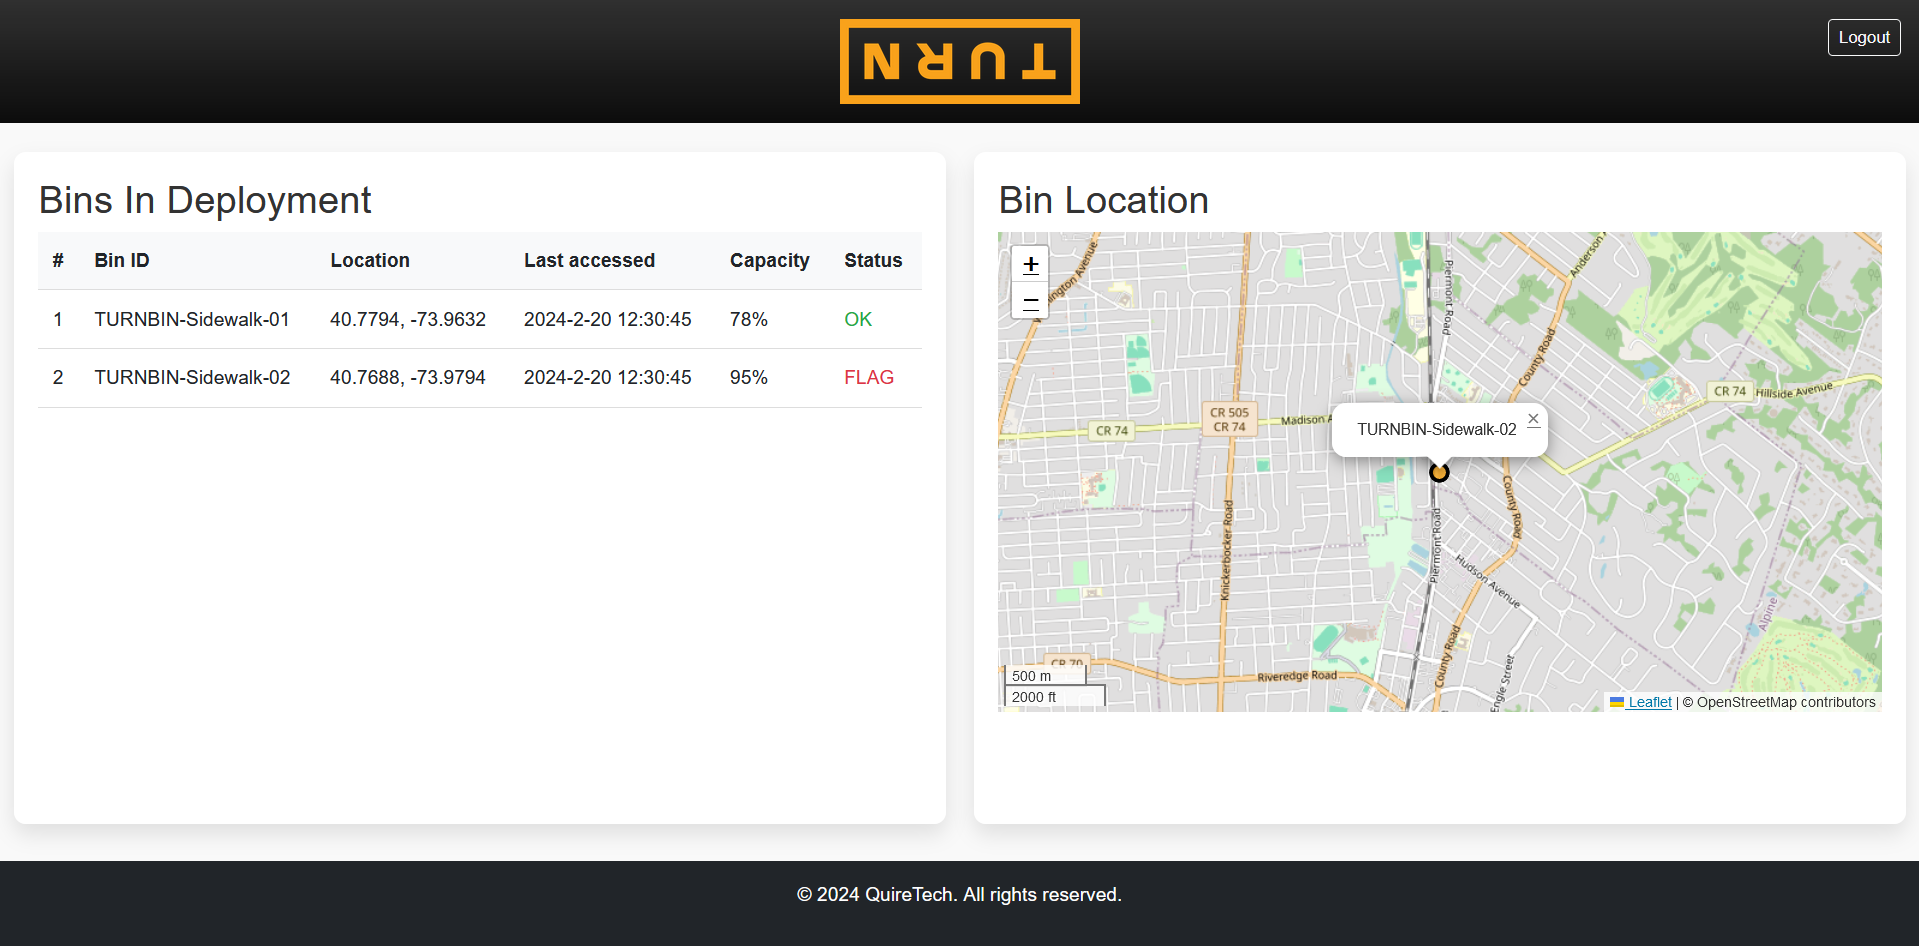 TURN
Logout
Bins In Deployment
# Bin ID Location Last accessed Capacity Status
1 TURNBIN-Sidewalk-01 40.7794, -73.9632 2024-2-20 12:30:45 78% OK
2 TURNBIN-Sidewalk-02 40.7688, -73.9794 2024-2-20 12:30:45 95% FLAG
Bin Location
+
−
Piermont Road
Anderson
County Road
CR 74
Hillside Avenue
CR 505
CR 74
CR 74
Madison
TURNBIN-Sidewalk-02 ×
County Road
Knickerbocker Road
Piermont Road
Hudson Avenue
Alpine
County Road
Engle Street
CR 70
Riveredge Road
500 m
2000 ft
Leaflet | © OpenStreetMap contributors
© 2024 QuireTech. All rights reserved.